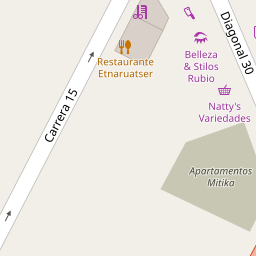 Diagonal 30
Belleza
& Stilos
Rubio
Restaurante
Etnaruatser
Natty's
Variedades
Carrera 15
Apartamentos
Mitika